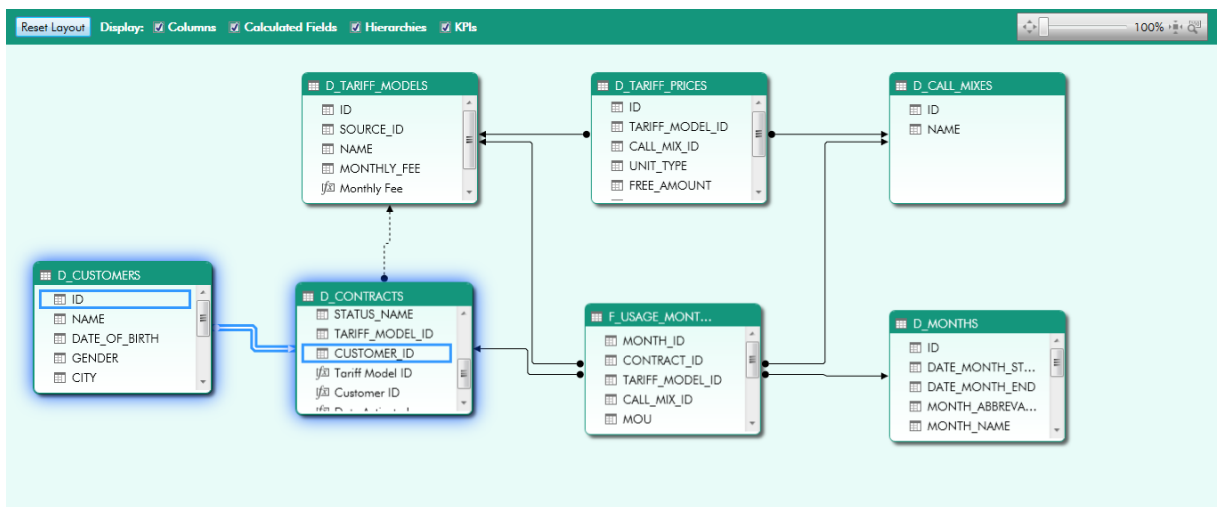 Reset Layout Display: Columns Calculated Fields Hierarchies KPIs 100%
D_TARIFF_MODELS
ID
SOURCE_ID
NAME
MONTHLY_FEE
Monthly Fee
D_TARIFF_PRICES
ID
TARIFF_MODEL_ID
CALL_MIX_ID
UNIT_TYPE
FREE_AMOUNT
D_CALL_MIXES
ID
NAME
D_CUSTOMERS
ID
NAME
DATE_OF_BIRTH
GENDER
CITY
D_CONTRACTS
STATUS_NAME
TARIFF_MODEL_ID
CUSTOMER_ID
Tariff Model ID
Customer ID
F_USAGE_MONT...
MONTH_ID
CONTRACT_ID
TARIFF_MODEL_ID
CALL_MIX_ID
MOU
D_MONTHS
ID
DATE_MONTH_ST...
DATE_MONTH_END
MONTH_ABBREVA...
MONTH_NAME